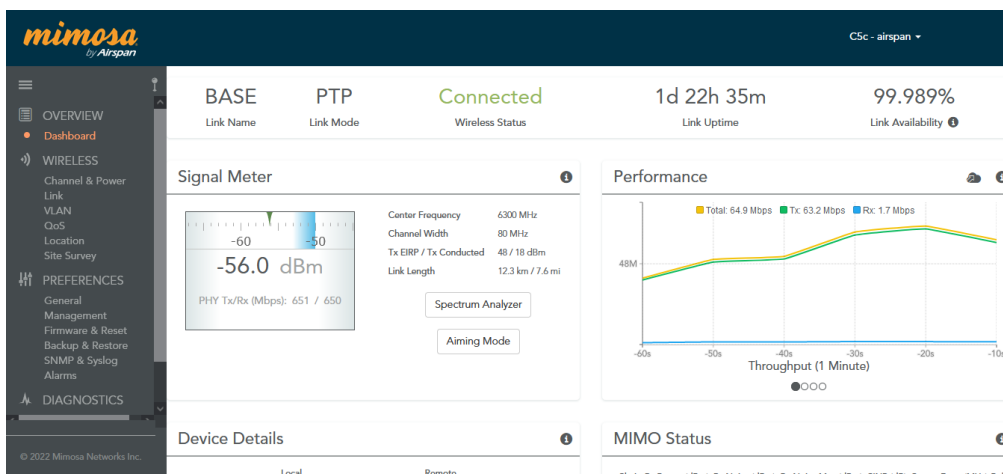 mimosa
by Airspan
C5c - airspan
OVERVIEW
Dashboard
WIRELESS
Channel & Power
Link
VLAN
QoS
Location
Site Survey
PREFERENCES
General
Management
Firmware & Reset
Backup & Restore
SNMP & Syslog
Alarms
DIAGNOSTICS
© 2022 Mimosa Networks Inc.
BASE PTP Connected 1d 22h 35m 99.989%
Link Name Link Mode Wireless Status Link Uptime Link Availability
Signal Meter
-60 -50
-56.0 dBm
PHY Tx/Rx (Mbps): 651 / 650
Center Frequency 6300 MHz
Channel Width 80 MHz
Tx EIRP / Tx Conducted 48 / 18 dBm
Link Length 12.3 km / 7.6 mi
Spectrum Analyzer
Aiming Mode
Performance
Total: 64.9 Mbps Tx: 63.2 Mbps Rx: 1.7 Mbps
48M
-60s -50s -40s -30s -20s -10s
Throughput (1 Minute)
Device Details
Local Remote
MIMO Status